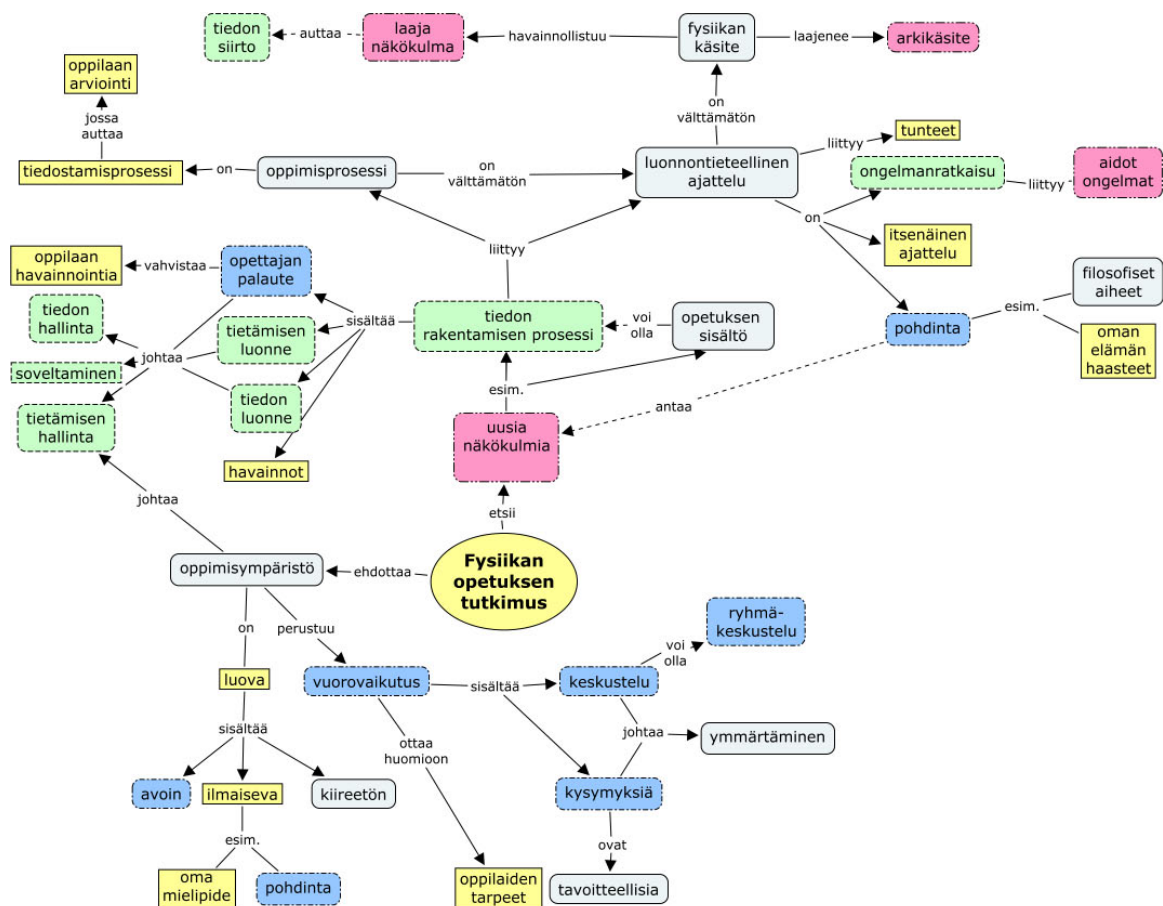 tiedon
siirto
auttaa
laaja
näkökulma
havainnollistuu
fysiikan
käsite
laajenee
arkikäsite
oppilaan
arviointi
jossa
auttaa
on
välttämätön
tiedostamisprosessi
on
oppimisprosessi
on
välttämätön
luonnontieteellinen
ajattelu
liittyy
tunteet
ongelmanratkaisu
liittyy
aidot
ongelmat
on
itsenäinen
ajattelu
oppilaan
havainnointia
vahvistaa
opettajan
palaute
liittyy
filosofiset
aiheet
tiedon
hallinta
johtaa
tietämisen
luonne
sisältää
tiedon
rakentamisen prosessi
voi
olla
opetuksen
sisältö
pohdinta
esim.
oman
elämän
haasteet
soveltaminen
tietämisen
hallinta
tiedon
luonne
esim.
antaa
uusia
näkökulmia
havainnot
johtaa
etsii
oppimisympäristö
ehdottaa
Fysiikan
opetuksen
tutkimus
on
perustuu
ryhmä-
keskustelu
voi
olla
luova
vuorovaikutus
sisältää
keskustelu
sisältää
ottaa
huomioon
johtaa
ymmärtäminen
avoin
ilmaiseva
kiireetön
kysymyksiä
esim.
ovat
oma
mielipide
pohdinta
oppilaiden
tarpeet
tavoitteellisia